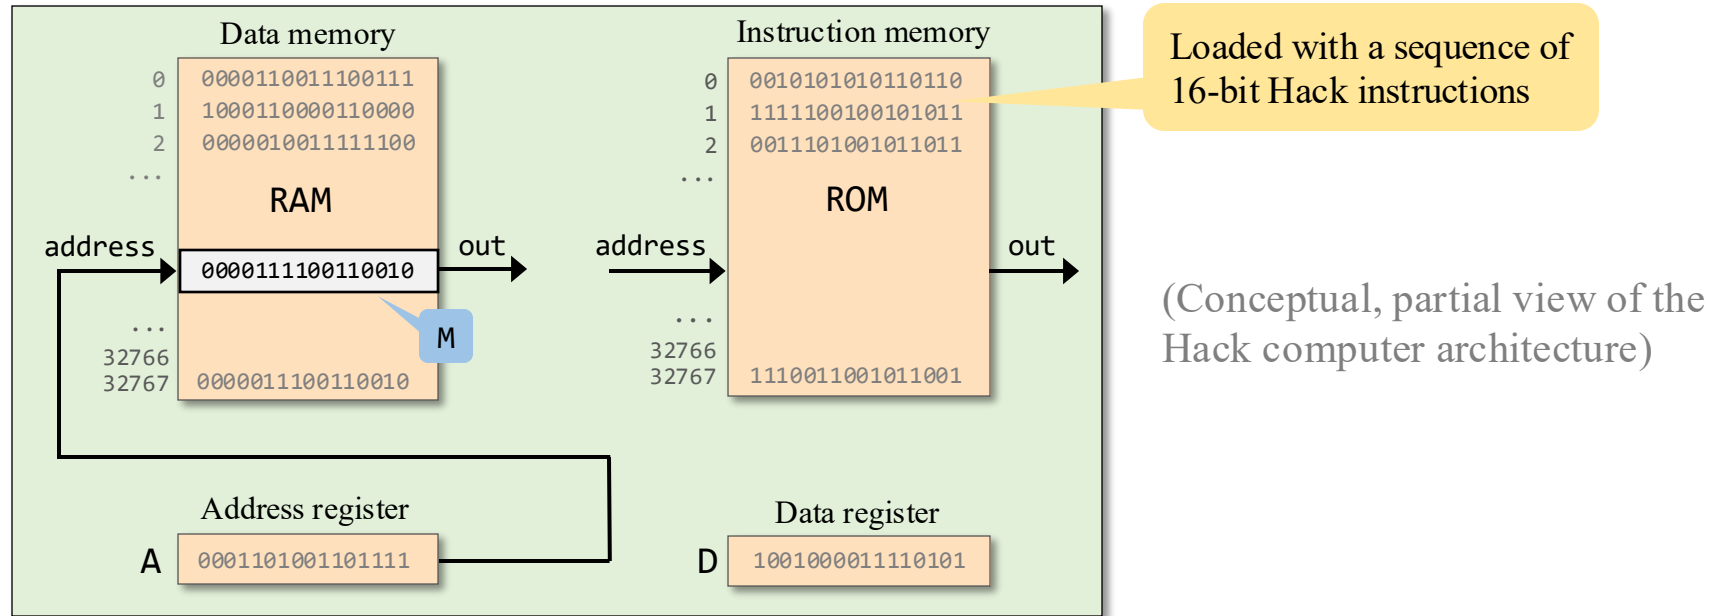 Data memory
0 0000110011100111
1 1000110000110000
2 0000010011111100
...
RAM
address
0000111100110010
out
M
...
32766
32767 0000011100110010
Instruction memory
0 0010101010110110
1 1111100100101011
2 0011101001011011
...
ROM
address
out
...
32766
32767 1110011001011001
Loaded with a sequence of
16-bit Hack instructions
(Conceptual, partial view of the
Hack computer architecture)
Address register
A 0001101001101111
Data register
D 1001000011110101